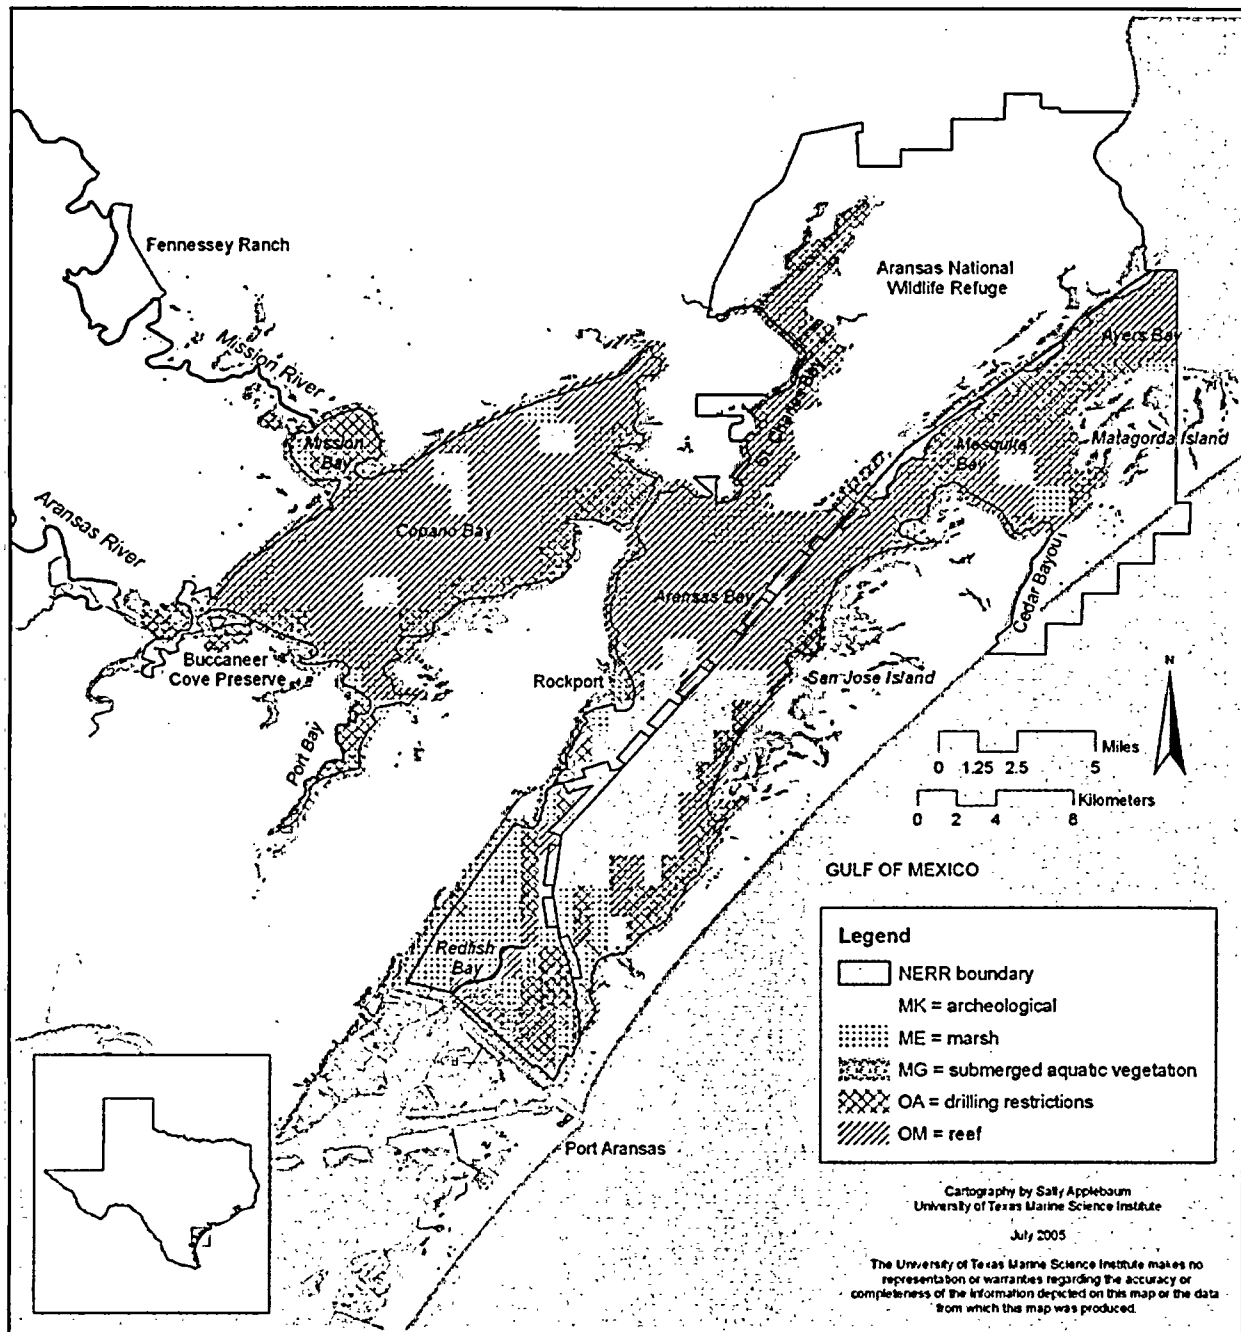 Fennessey Ranch
Aransas National
Wildlife Refuge
Mission River
Ayers Bay
St. Charles Bay
Mission
Bay
Mesquite
Bay
Matagorda Island
Aransas River
Copano Bay
Cedar Bayou
Aransas Bay
Buccaneer
Cove Preserve
Rockport
San Jose Island
N
Port Bay
Miles
0 1.25 2.5 5
Kilometers
0 2 4 8
GULF OF MEXICO
Redfish
Bay
Legend
NERR boundary
MK = archeological
ME = marsh
MG = submerged aquatic vegetation
OA = drilling restrictions
OM = reef
Port Aransas
Cartography by Sally Applebaum
University of Texas Marine Science Institute
July 2005
The University of Texas Marine Science Institute makes no
representation or warranties regarding the accuracy or
completeness of the information depicted on this map or the data
from which this map was produced.